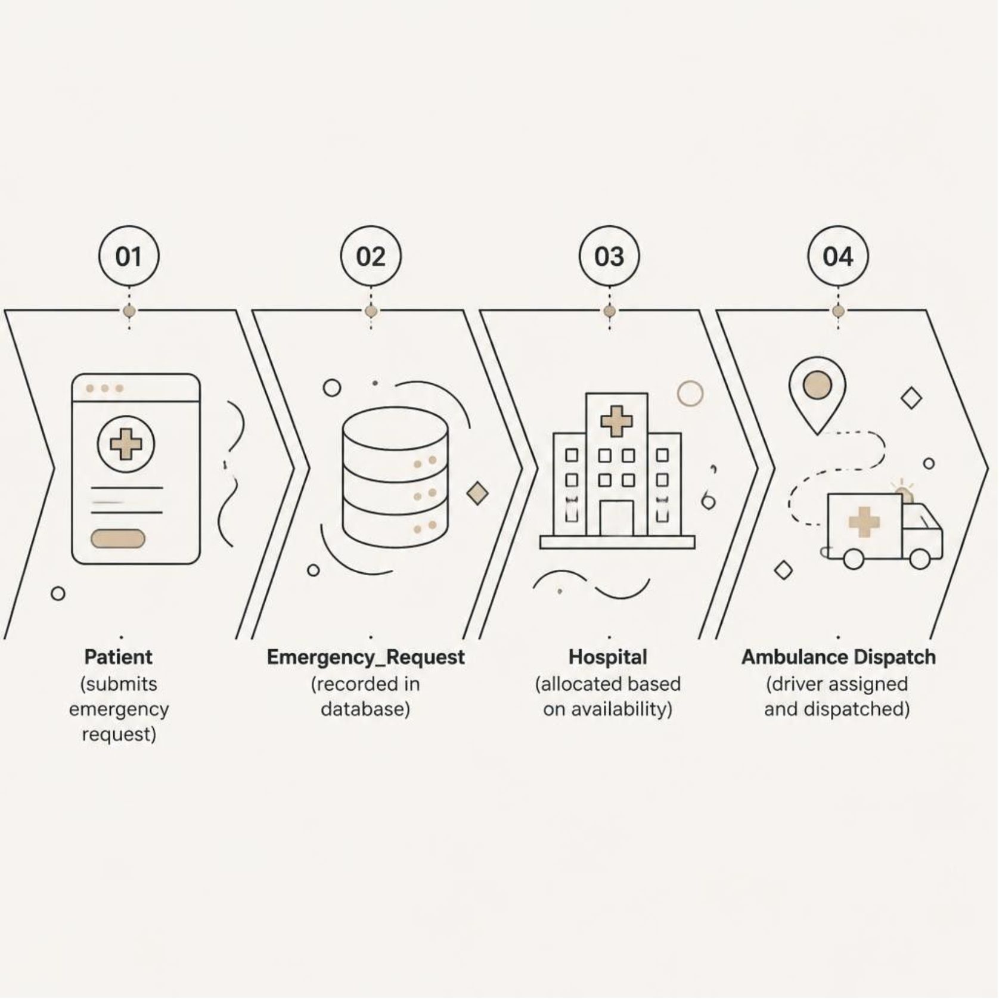 01
02
03
04
Patient
(submits
emergency
request)
Emergency_Request
(recorded in
database)
Hospital
(allocated based
on availability)
Ambulance Dispatch
(driver assigned
and dispatched)